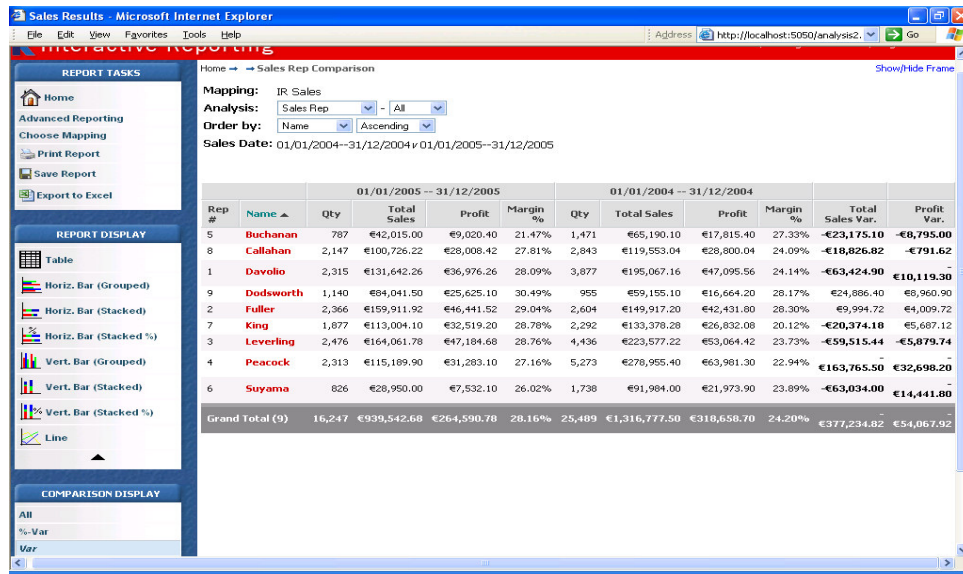 Sales Results - Microsoft Internet Explorer
File Edit View Favorites Tools Help
Address http://localhost:5050/analysis2. Go
Interactive Reporting
REPORT TASKS
Home
Advanced Reporting
Choose Mapping
Print Report
Save Report
Export to Excel
REPORT DISPLAY
Table
Horiz. Bar (Grouped)
Horiz. Bar (Stacked)
Horiz. Bar (Stacked %)
Vert. Bar (Grouped)
Vert. Bar (Stacked)
Vert. Bar (Stacked %)
Line
COMPARISON DISPLAY
All
%-Var
Var
Home → → Sales Rep Comparison
Show/Hide Frame
Mapping: IR Sales
Analysis: Sales Rep - All
Order by: Name Ascending
Sales Date: 01/01/2004--31/12/2004 v 01/01/2005--31/12/2005
01/01/2005 -- 31/12/2005 01/01/2004 -- 31/12/2004
Rep # Name Qty Total Sales Profit Margin % Qty Total Sales Profit Margin % Total Sales Var. Profit Var.
5 Buchanan 787 €42,015.00 €9,020.40 21.47% 1,471 €65,190.10 €17,815.40 27.33% -€23,175.10 -€8,795.00
8 Callahan 2,147 €100,726.22 €28,008.42 27.81% 2,843 €119,553.04 €28,800.04 24.09% -€18,826.82 -€791.62
1 Davolio 2,315 €131,642.26 €36,976.26 28.09% 3,877 €195,067.16 €47,095.56 24.14% -€63,424.90 -€10,119.30
9 Dodsworth 1,140 €84,041.50 €25,625.10 30.49% 955 €59,155.10 €16,664.20 28.17% €24,886.40 €8,960.90
2 Fuller 2,366 €159,911.92 €46,441.52 29.04% 2,604 €149,917.20 €42,431.80 28.30% €9,994.72 €4,009.72
7 King 1,877 €113,004.10 €32,519.20 28.78% 2,292 €133,378.28 €26,832.08 20.12% -€20,374.18 €5,687.12
3 Leverling 2,476 €164,061.78 €47,184.68 28.76% 4,436 €223,577.22 €53,064.42 23.73% -€59,515.44 -€5,879.74
4 Peacock 2,313 €115,189.90 €31,283.10 27.16% 5,273 €278,955.40 €63,981.30 22.94% -€163,765.50 -€32,698.20
6 Suyama 826 €28,950.00 €7,532.10 26.02% 1,738 €91,984.00 €21,973.90 23.89% -€63,034.00 -€14,441.80
Grand Total (9) 16,247 €939,542.68 €264,590.78 28.16% 25,489 €1,316,777.50 €318,658.70 24.20% -€377,234.82 -€54,067.92